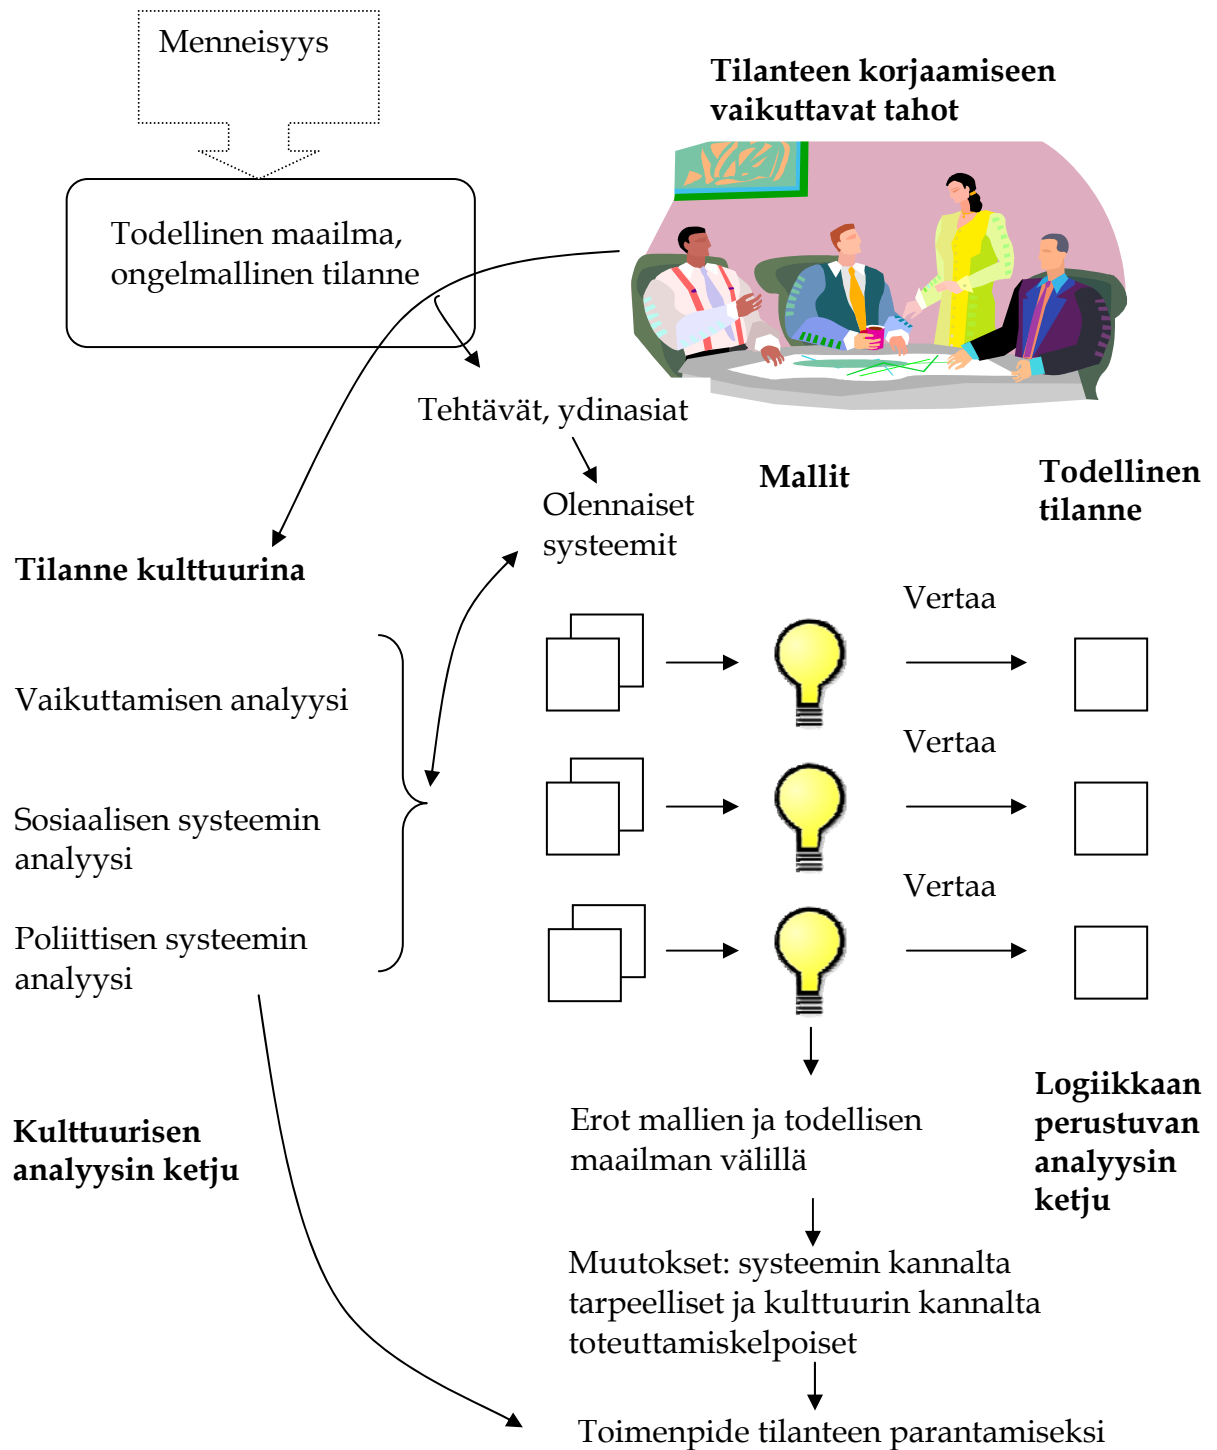 Menneisyys
Tilanteen korjaamiseen
vaikuttavat tahot
Todellinen maailma,
ongelmallinen tilanne
Tehtävät, ydinasiat
Mallit
Todellinen
tilanne
Olennaiset
systeemit
Tilanne kulttuurina
Vertaa
Vaikuttamisen analyysi
Vertaa
Sosiaalisen systeemin
analyysi
Vertaa
Poliittisen systeemin
analyysi
Logiikkaan
perustuvan
analyysin
ketju
Kulttuurisen
analyysin ketju
Erot mallien ja todellisen
maailman välillä
Muutokset: systeemin kannalta
tarpeelliset ja kulttuurin kannalta
toteuttamiskelpoiset
Toimenpide tilanteen parantamiseksi